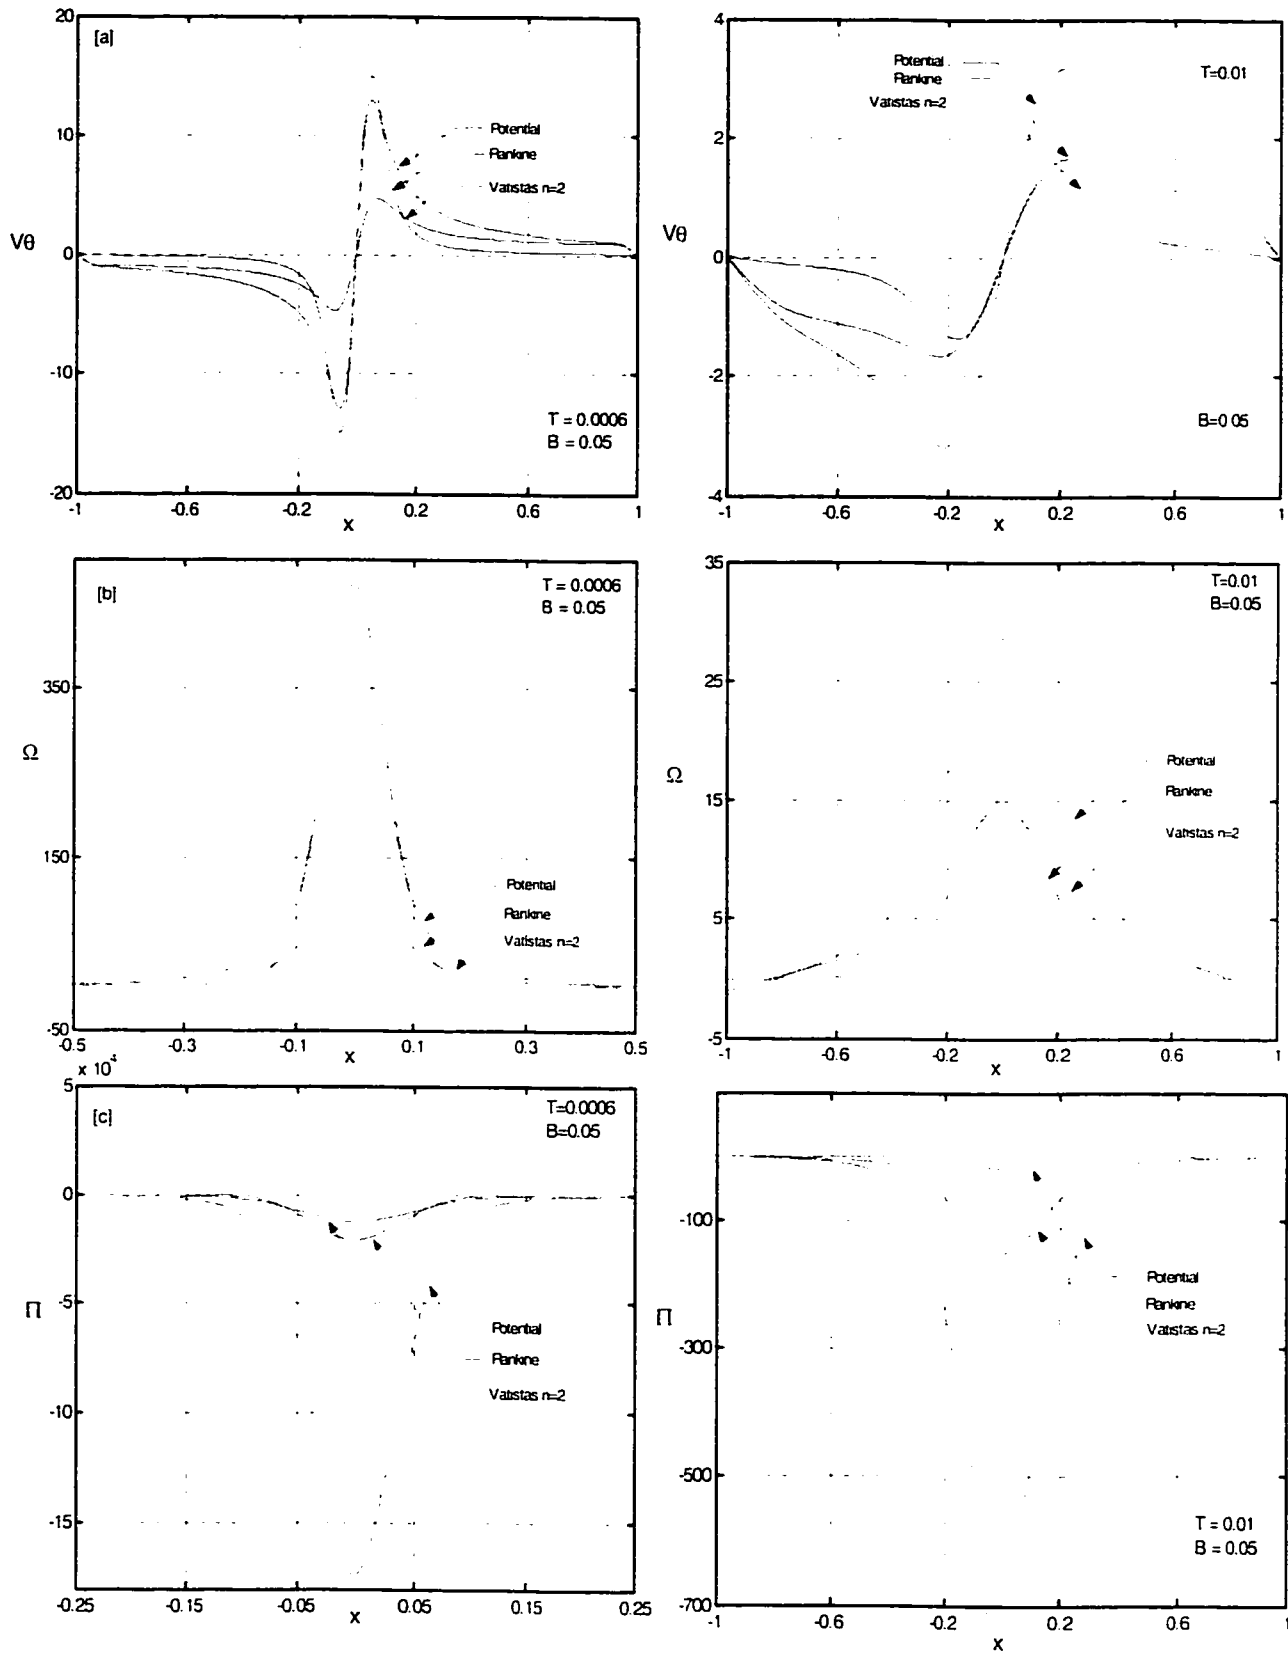 20
[a]
Potential
10
Rankine
Vatistas n=2
Vθ
0
-10
T = 0.0006
B = 0.05
-20
-1
-0.6
-0.2
0.2
0.6
1
x
4
Potential
Rankine
T=0.01
Vatistas n=2
2
Vθ
0
-2
B=0.05
-4
-1
-0.6
-0.2
0.2
0.6
1
x
[b]
T = 0.0006
B = 0.05
350
Ω
150
Potential
Rankine
Vatistas n=2
-50
-0.5
-0.3
-0.1
0.1
0.3
0.5
x
35
T=0.01
B=0.05
25
Potential
Ω
Rankine
15
Vatistas n=2
5
-5
-1
-0.6
-0.2
0.2
0.6
1
x
x 10⁴
5
[c]
T=0.0006
B=0.05
0
Π
-5
Potential
Rankine
Vatistas n=2
-10
-15
-0.25
-0.15
-0.05
0.05
0.15
0.25
x
-100
Potential
Π
Rankine
Vatistas n=2
-300
-500
T = 0.01
B = 0.05
-700
-1
-0.6
-0.2
0.2
0.6
1
x